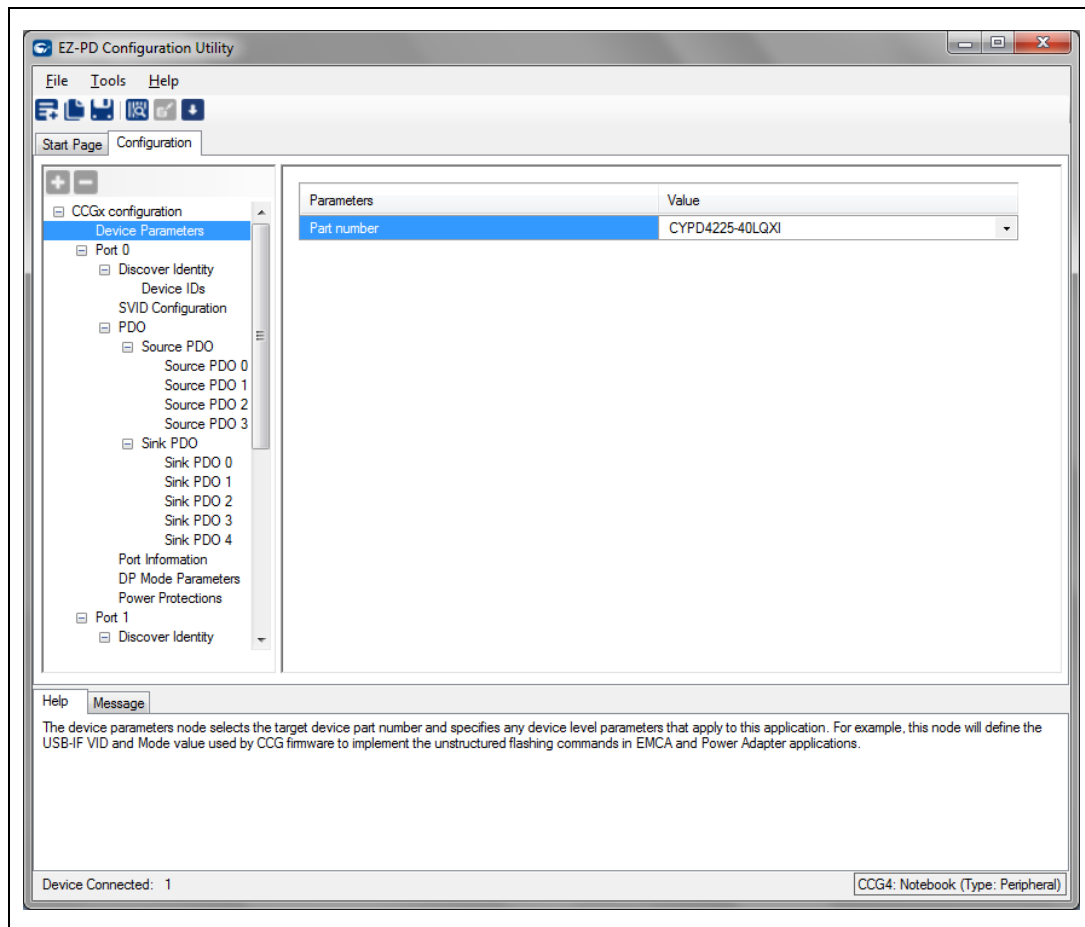 EZ-PD Configuration Utility
File Tools Help
Start Page Configuration
CCGx configuration
Device Parameters
Port 0
Discover Identity
Device IDs
SVID Configuration
PDO
Source PDO
Source PDO 0
Source PDO 1
Source PDO 2
Source PDO 3
Sink PDO
Sink PDO 0
Sink PDO 1
Sink PDO 2
Sink PDO 3
Sink PDO 4
Port Information
DP Mode Parameters
Power Protections
Port 1
Discover Identity
Parameters Value
Part number CYPD4225-40LQXI
Help Message
The device parameters node selects the target device part number and specifies any device level parameters that apply to this application. For example, this node will define the
USB-IF VID and Mode value used by CCG firmware to implement the unstructured flashing commands in EMCA and Power Adapter applications.
Device Connected: 1 CCG4: Notebook (Type: Peripheral)